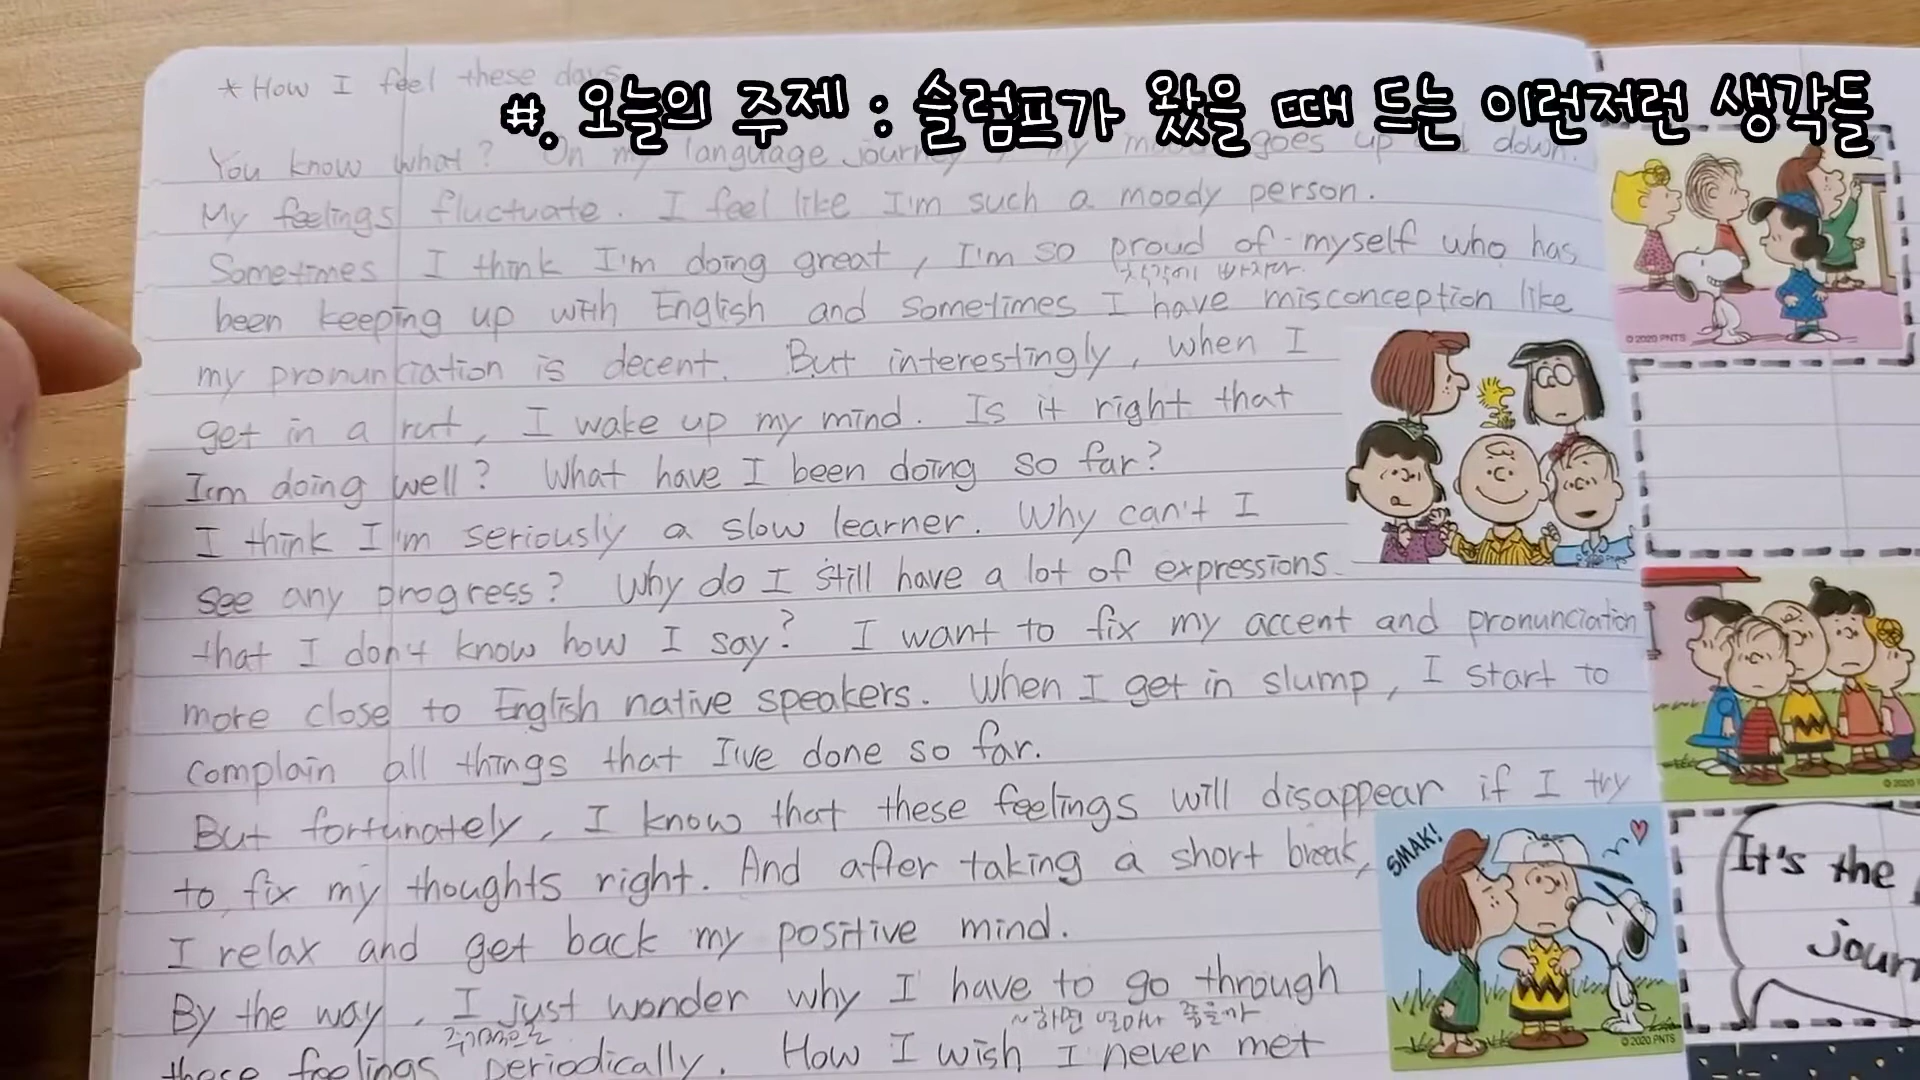 * How I feel these days
#. 오늘의 주제 : 슬럼프가 왔을 때 드는 이런저런 생각들
You know what? On my language journey, my mood goes up and down.
My feelings fluctuate. I feel like I'm such a moody person.
Sometimes I think I'm doing great, I'm so proud of myself who has
착각에 빠지다.
been keeping up with English and sometimes I have misconception like
my pronunciation is decent. But interestingly, when I
get in a rut, I wake up my mind. Is it right that
I'm doing well? What have I been doing so far?
I think I'm seriously a slow learner. Why can't I
see any progress? Why do I still have a lot of expressions
that I don't know how I say? I want to fix my accent and pronunciation
more close to English native speakers. When I get in slump, I start to
complain all things that I've done so far.
But fortunately, I know that these feelings will disappear if I try
to fix my thoughts right. And after taking a short break,
I relax and get back my positive mind.
By the way, I just wonder why I have to go through
주기적으로
~하면 얼마나 좋을까
these feelings periodically. How I wish I never met
© 2020 PNTS
SMAK!
© 2020 PNTS
It's the
journ